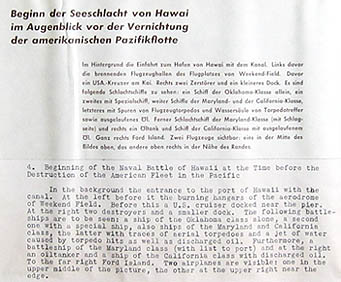 Beginn der Seeschlacht von Hawai
im Augenblick vor der Vernichtung
der amerikanischen Pazifikflotte
Im Hintergrund die Einfahrt zum Hafen von Hawai mit dem Kanal. Links davor
die brennenden Flugzeughallen des Flugplatzes von Weekend-Field. Davor
ein USA-Kreuzer am Kai. Rechts zwei Zerstörer und ein kleineres Dock. Es sind
folgende Schlachtschiffe zu sehen: ein Schiff der Oklahoma-Klasse allein, ein
zweites mit Spezialschiff, weiter Schiffe der Maryland- und der California-Klasse,
letzteres mit Spuren von Flugzeugtorpedos und Wassersäule von Torpedotreffer
sowie ausgelaufenes Öl. Ferner Schlachtschiff der Maryland-Klasse (mit Schlag-
seite) und rechts ein Öltank und Schiff der California-Klasse mit ausgelaufenem
Öl. Ganz rechts Ford Island. Zwei Flugzeuge sichtbar; eins in der Mitte des
Bildes oben, das andere oben rechts in der Nähe des Randes.
d. Beginning of the Naval Battle of Hawaii at the Time before the
Destruction of the American Fleet in the Pacific
In the background the entrance to the port of Hawaii with the
canal. At the left before it the burning hangars of the aerodrome
of Weekend Field. Before this a U.S. cruiser docked near the pier.
At the right two destroyers and a smaller dock. The following battle-
ships are to be seen: a ship of the Oklahoma class alone, a second
one with a special ship, also ships of the Maryland and California
class, the latter with traces of aerial torpedoes and a jet of water
caused by torpedo hits as well as discharged oil. Furthermore, a
battleship of the Maryland class (with list to port) and at the right
an oiltanker and a ship of the California class with discharged oil.
To the far right Ford Island. Two airplanes are visible: one in the
upper middle of the picture, the other at the upper right near the
edge.